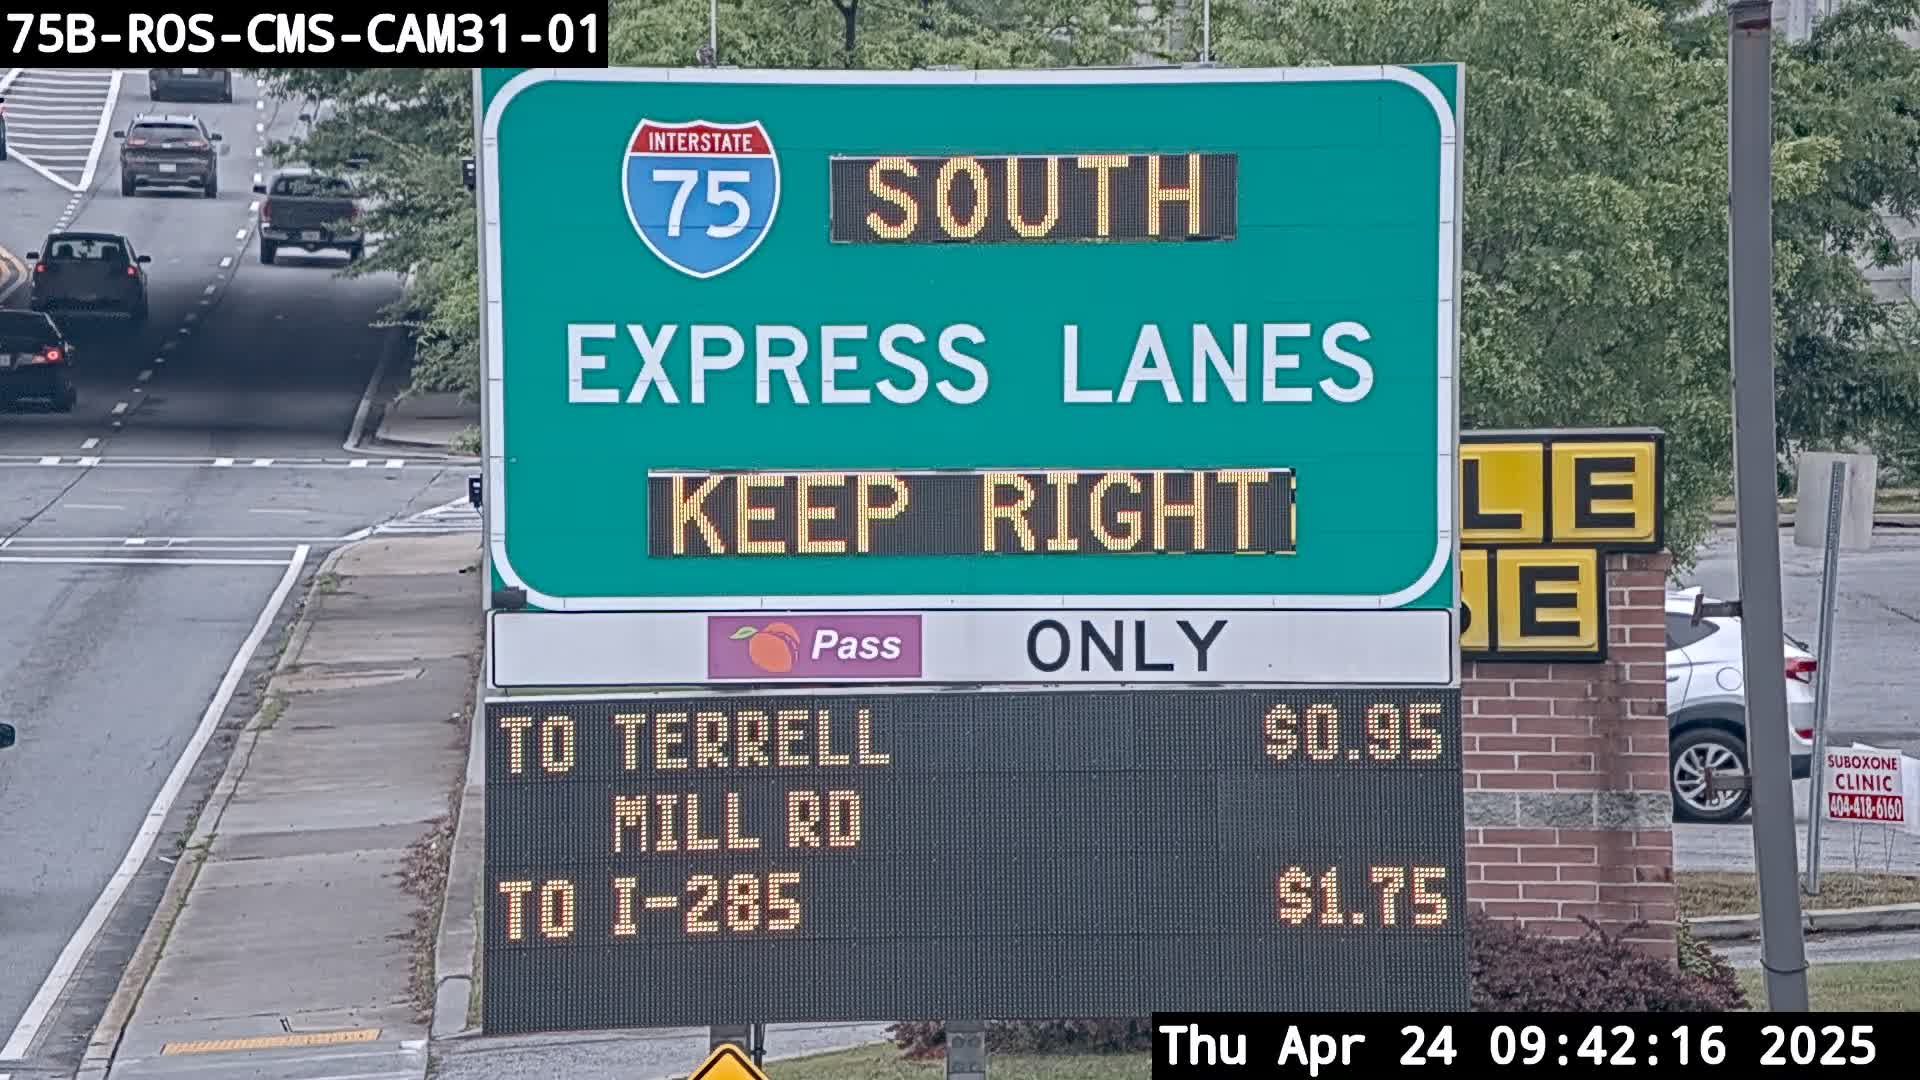 75B-ROS-CMS-CAM31-01
INTERSTATE
75
SOUTH
EXPRESS LANES
KEEP RIGHT
Pass ONLY
TO TERRELL $0.95
MILL RD
TO I-285 $1.75
LE
E
SUBOXONE
CLINIC
404-418-6160
Thu Apr 24 09:42:16 2025